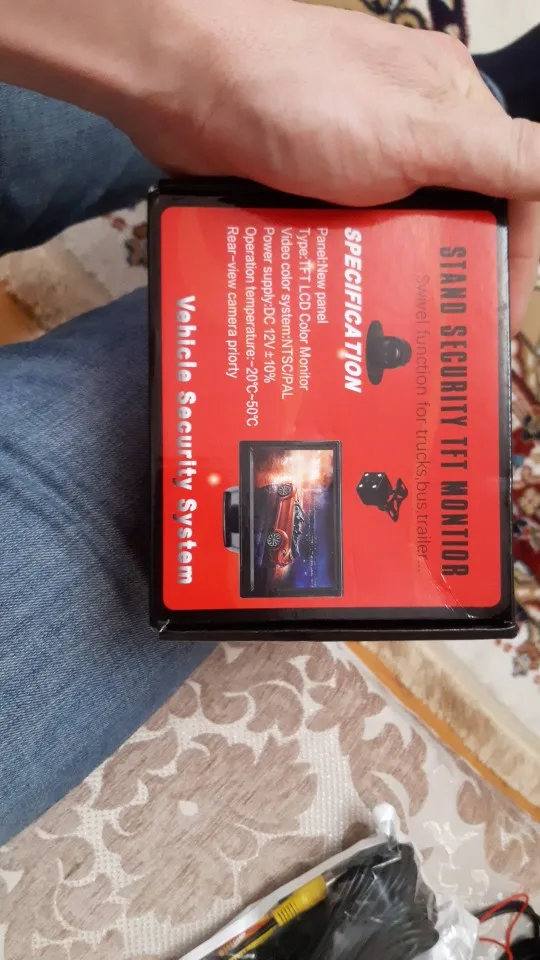 STAND SECURITY TFT MONTIOR
Swivel function for trucks,bus,trailer...
SPECIFICATION
Panel:New panel
Type:TFT LCD Color Monitor
Video color system:NTSC/PAL
Power supply:DC 12V ±10%
Operation temperature:-20℃~50℃
Rear-view camera priorty
Vehicle Security System